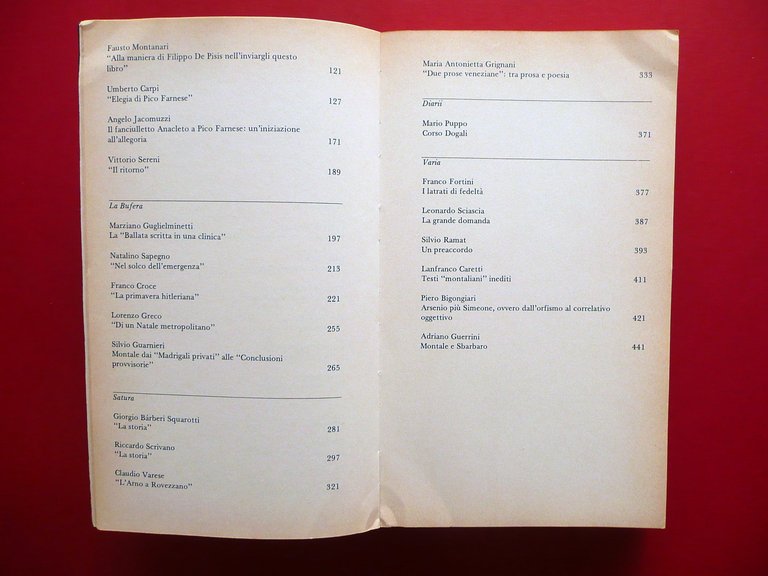 Fausto Montanari
"Alla maniera di Filippo De Pisis nell'inviargli questo
libro" 121
Umberto Carpi
"Elegia di Pico Farnese" 127
Angelo Jacomuzzi
Il fanciulletto Anacleto a Pico Farnese: un'iniziazione
all'allegoria 171
Vittorio Sereni
"Il ritorno" 189
La Bufera
Marziano Guglielminetti
La "Ballata scritta in una clinica" 197
Natalino Sapegno
"Nel solco dell'emergenza" 213
Franco Croce
"La primavera hitleriana" 221
Lorenzo Greco
"Di un Natale metropolitano" 255
Silvio Guarnieri
Montale dai "Madrigali privati" alle "Conclusioni
provvisorie" 265
Satura
Giorgio Bárberi Squarotti
"La storia" 281
Riccardo Scrivano
"La storia" 297
Claudio Varese
"L'Arno a Rovezzano" 321
Maria Antonietta Grignani
"Due prose veneziane": tra prosa e poesia 333
Diarii
Mario Puppo
Corso Dogali 371
Varia
Franco Fortini
I latrati di fedeltà 377
Leonardo Sciascia
La grande domanda 387
Silvio Ramat
Un preaccordo 393
Lanfranco Caretti
Testi "montaliani" inediti 411
Piero Bigongiari
Arsenio più Simeone, ovvero dall'orfismo al correlativo
oggettivo 421
Adriano Guerrini
Montale e Sbarbaro 441